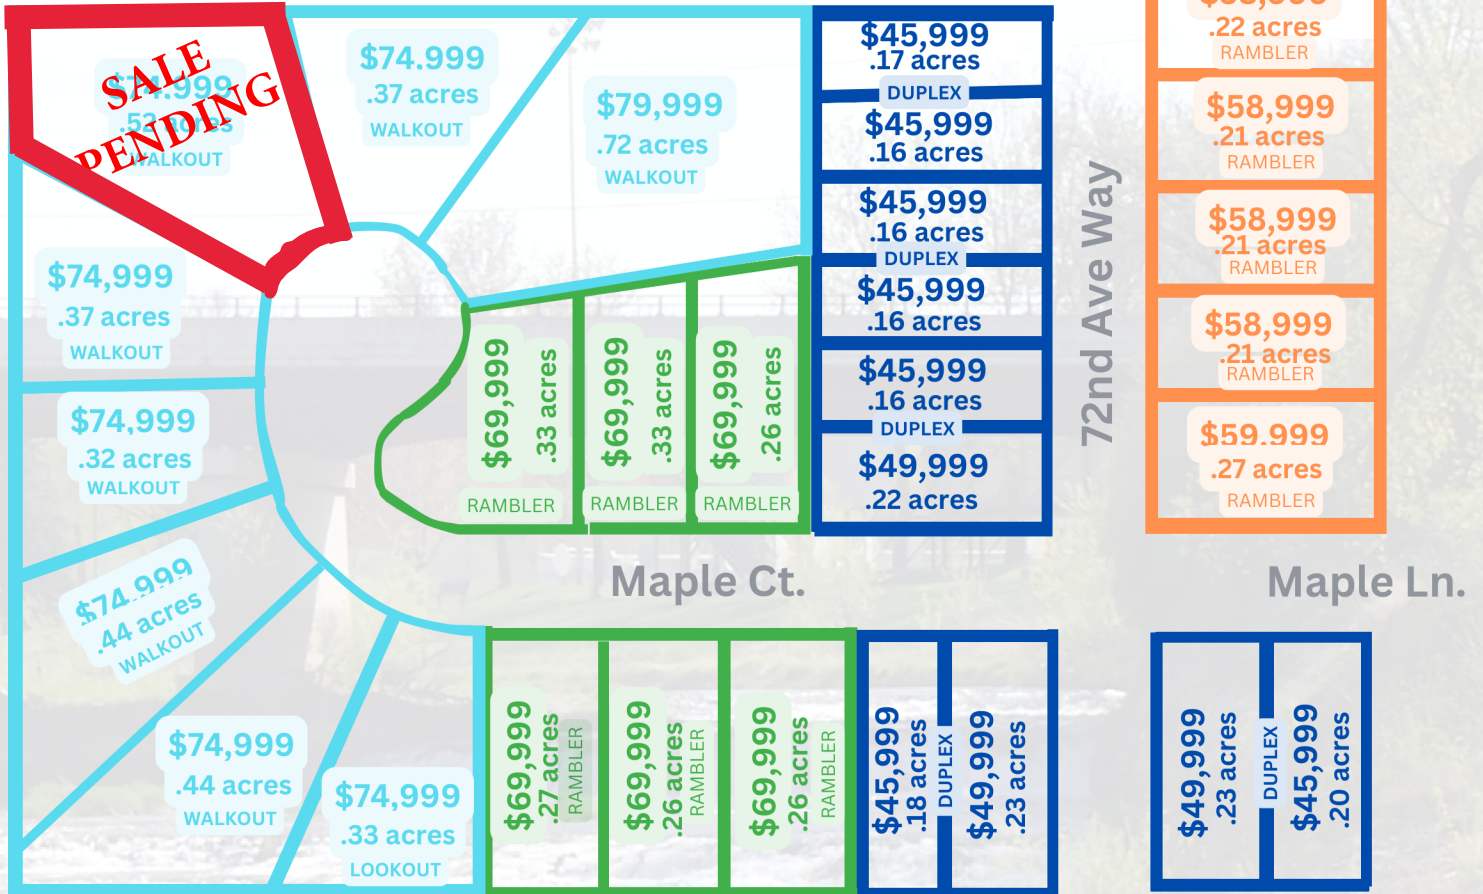 $74.999
.52 acres
WALKOUT
SALE
PENDING
$74.999
.37 acres
WALKOUT
$79,999
.72 acres
WALKOUT
$74,999
.37 acres
WALKOUT
$74,999
.32 acres
WALKOUT
$74,999
.44 acres
WALKOUT
$74,999
.44 acres
WALKOUT
$74,999
.33 acres
LOOKOUT
$69,999
.33 acres
RAMBLER
$69,999
.33 acres
RAMBLER
$69,999
.26 acres
RAMBLER
$45,999
.17 acres
DUPLEX
$45,999
.16 acres
$45,999
.16 acres
DUPLEX
$45,999
.16 acres
$45,999
.16 acres
DUPLEX
$49,999
.22 acres
72nd Ave Way
.22 acres
RAMBLER
$58,999
.21 acres
RAMBLER
$58,999
.21 acres
RAMBLER
$58,999
.21 acres
RAMBLER
$59.999
.27 acres
RAMBLER
Maple Ct.
Maple Ln.
$69,999
.27 acres
RAMBLER
$69,999
.26 acres
RAMBLER
$69,999
.26 acres
RAMBLER
$45,999
.18 acres
DUPLEX
$49,999
.23 acres
$49,999
.23 acres
DUPLEX
$45,999
.20 acres